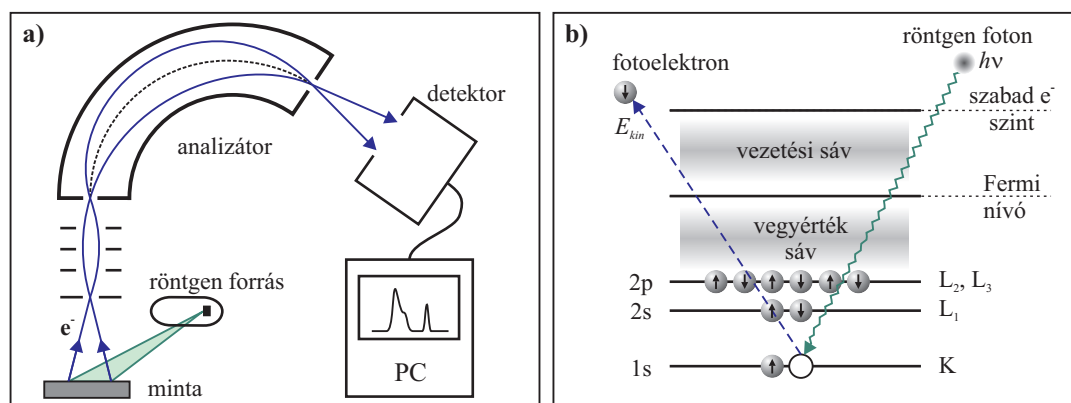 a)
detektor
analizátor
röntgen forrás
e⁻
minta
PC
b)
röntgen foton
hν
fotoelektron
szabad e⁻
szint
E_kin
vezetési sáv
Fermi
nívó
vegyérték
sáv
2p L₂, L₃
2s L₁
1s K